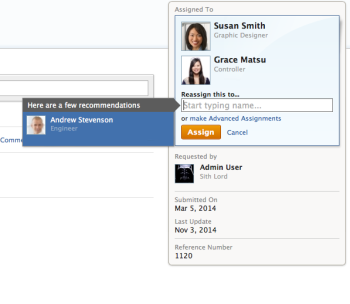 Assigned To
Susan Smith
Graphic Designer
Grace Matsu
Controller
Reassign this to...
Start typing name...
or make Advanced Assignments
Assign
Cancel
Here are a few recommendations
Andrew Stevenson
Engineer
Comme
Requested by
Admin User
Sith Lord
Submitted On
Mar 5, 2014
Last Update
Nov 3, 2014
Reference Number
1120